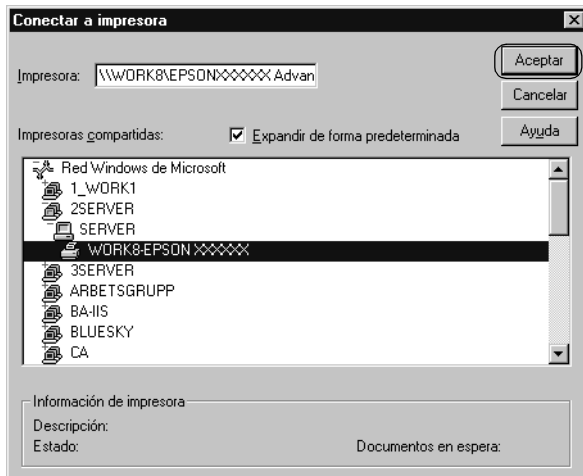 Conectar a impresora
Impresora: \\WORK8\EPSONXXXXXX Advan
Aceptar
Cancelar
Impresoras compartidas: Expandir de forma predeterminada
Ayuda
Red Windows de Microsoft
1_WORK1
2SERVER
SERVER
WORK8-EPSON XXXXXX
3SERVER
ARBETSGRUPP
BA-IIS
BLUESKY
CA
Información de impresora
Descripción:
Estado: Documentos en espera: